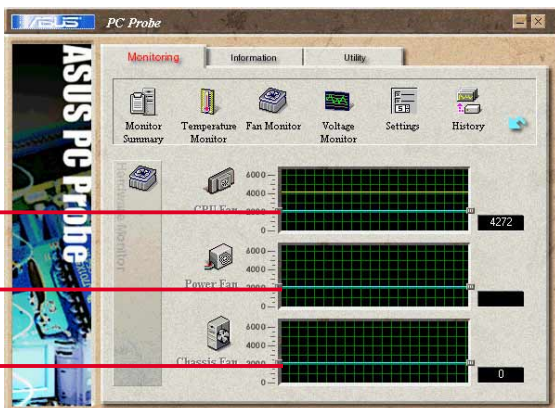 ASUS PC Probe
Monitoring Information Utility
ASUS PC Probe
Monitor Summary
Temperature Monitor
Fan Monitor
Voltage Monitor
Settings
History
Hardware Monitor
CPU Fan
6000
4000
2000
0
4272
Power Fan
6000
4000
2000
0
Chassis Fan
6000
4000
2000
0
0